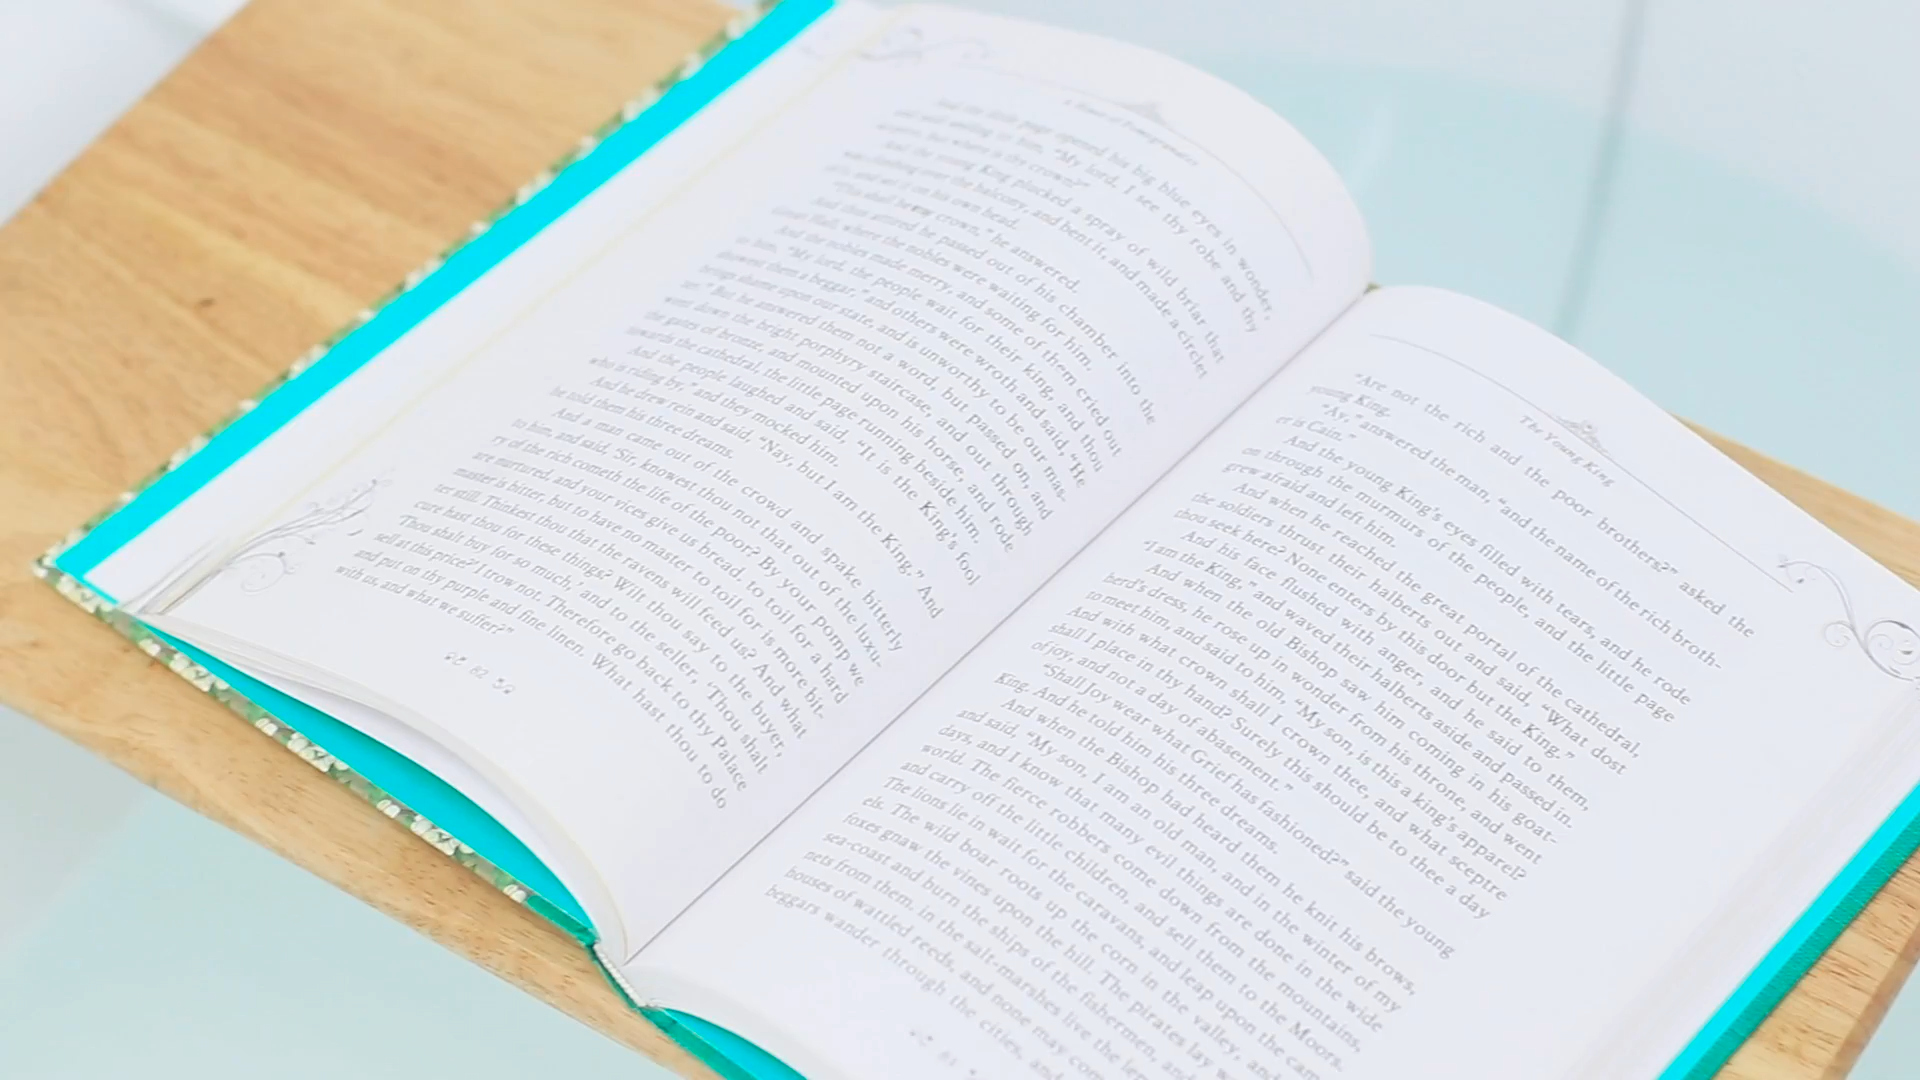 A House of Pomegranates
And the little page opened his big blue eyes in wonder,
and said smiling to him, "My lord, I see thy robe and thy
sceptre, but where is thy crown?"
And the young King plucked a spray of wild briar that
was climbing over the balcony, and bent it, and made a circlet
of it, and set it on his own head.
"This shall be my crown," he answered.
And thus attired he passed out of his chamber into the
Great Hall, where the nobles were waiting for him.
And the nobles made merry, and some of them cried out
to him, "My lord, the people wait for their king, and thou
showest them a beggar," and others were wroth and said, "He
brings shame upon our state, and is unworthy to be our mas-
ter." But he answered them not a word, but passed on, and
went down the bright porphyry staircase, and out through
the gates of bronze, and mounted upon his horse, and rode
towards the cathedral, the little page running beside him.
And the people laughed and said, "It is the King's fool
who is riding by," and they mocked him.
And he drew rein and said, "Nay, but I am the King." And
he told them his three dreams.
And a man came out of the crowd and spake bitterly
to him, and said, "Sir, knowest thou not that out of the luxu-
ry of the rich cometh the life of the poor? By your pomp we
are nurtured, and your vices give us bread. to toil for a hard
master is bitter, but to have no master to toil for is more bit-
ter still. Thinkest thou that the ravens will feed us? And what
cure hast thou for these things? Wilt thou say to the buyer,
'Thou shalt buy for so much,' and to the seller, 'Thou shalt
sell at this price?' I trow not. Therefore go back to thy Palace
and put on thy purple and fine linen. What hast thou to do
with us, and what we suffer?"
82
The Young King
"Are not the rich and the poor brothers?" asked the
young King.
"Ay," answered the man, "and the name of the rich broth-
er is Cain."
And the young King's eyes filled with tears, and he rode
on through the murmurs of the people, and the little page
grew afraid and left him.
And when he reached the great portal of the cathedral,
the soldiers thrust their halberts out and said, "What dost
thou seek here? None enters by this door but the King."
And his face flushed with anger, and he said to them,
"I am the King," and waved their halberts aside and passed in.
And when the old Bishop saw him coming in his goat-
herd's dress, he rose up in wonder from his throne, and went
to meet him, and said to him, "My son, is this a king's apparel?
And with what crown shall I crown thee, and what sceptre
shall I place in thy hand? Surely this should be to thee a day
of joy, and not a day of abasement."
"Shall Joy wear what Grief has fashioned?" said the young
King. And he told him his three dreams.
And when the Bishop had heard them he knit his brows,
and said, "My son, I am an old man, and in the winter of my
days, and I know that many evil things are done in the wide
world. The fierce robbers come down from the mountains,
and carry off the little children, and sell them to the Moors.
The lions lie in wait for the caravans, and leap upon the cam-
els. The wild boar roots up the corn in the valley, and
foxes gnaw the vines upon the hill. The pirates lay w
sea-coast and burn the ships of the fishermen, and
nets from them. in the salt-marshes live the le
houses of wattled reeds, and none may com
beggars wander through the cities, and